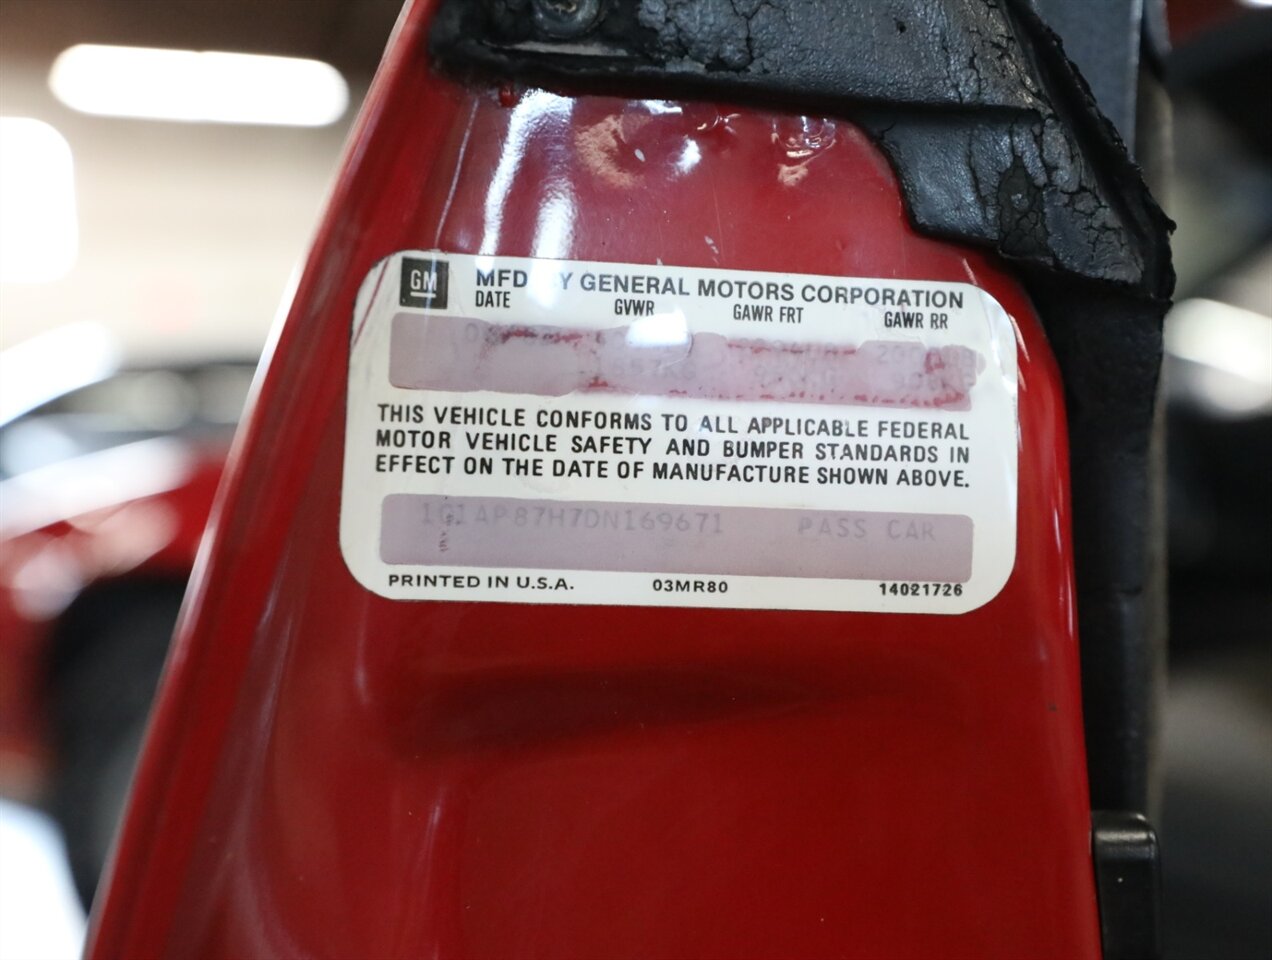 GM
MFD Y GENERAL MOTORS CORPORATION
DATE GVWR GAWR FRT GAWR RR
THIS VEHICLE CONFORMS TO ALL APPLICABLE FEDERAL
MOTOR VEHICLE SAFETY AND BUMPER STANDARDS IN
EFFECT ON THE DATE OF MANUFACTURE SHOWN ABOVE.
1G1AP87H7DN169671 PASS CAR
PRINTED IN U.S.A. 03MR80 14021726